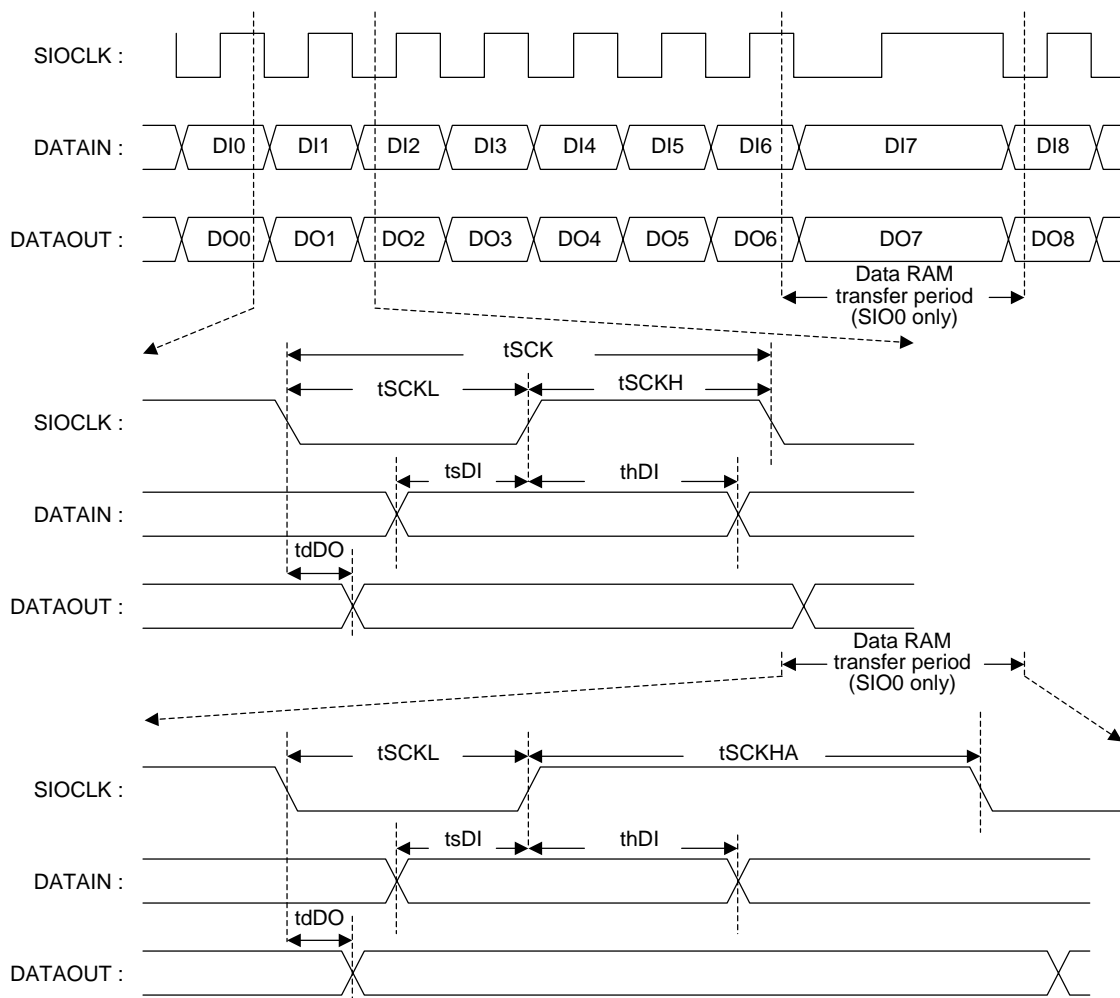 SIOCLK :
DATAIN :
DI0 DI1 DI2 DI3 DI4 DI5 DI6 DI7 DI8
DATAOUT :
DO0 DO1 DO2 DO3 DO4 DO5 DO6 DO7 DO8
Data RAM
transfer period
(SIO0 only)
tSCK
tSCKL tSCKH
SIOCLK :
tsDI thDI
DATAIN :
tdDO
DATAOUT :
Data RAM
transfer period
(SIO0 only)
tSCKL tSCKHA
SIOCLK :
tsDI thDI
DATAIN :
tdDO
DATAOUT :